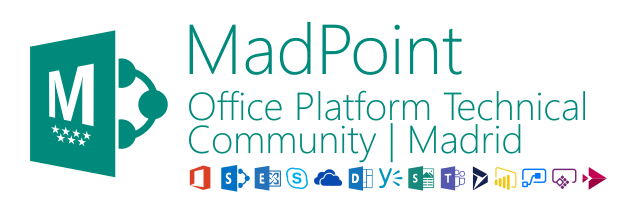 M
MadPoint
Office Platform Technical
Community | Madrid